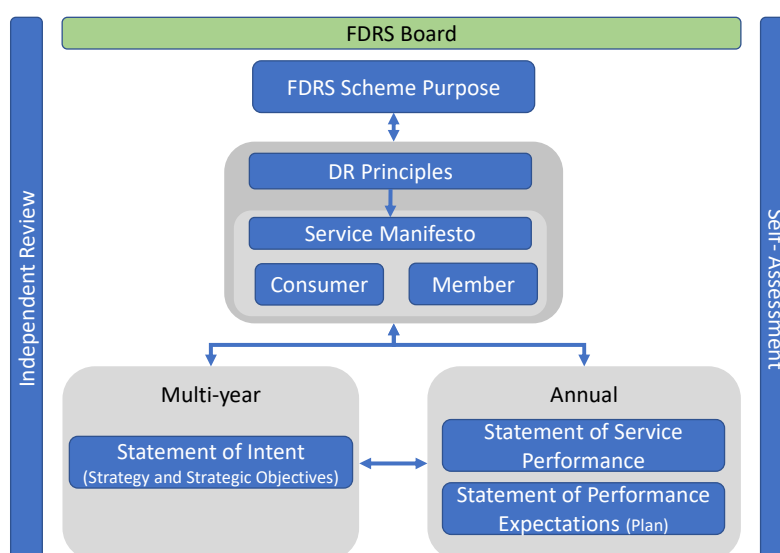 FDRS Board
Independent Review
Self- Assessment
FDRS Scheme Purpose
DR Principles
Service Manifesto
Consumer
Member
Multi-year
Statement of Intent
(Strategy and Strategic Objectives)
Annual
Statement of Service
Performance
Statement of Performance
Expectations (Plan)